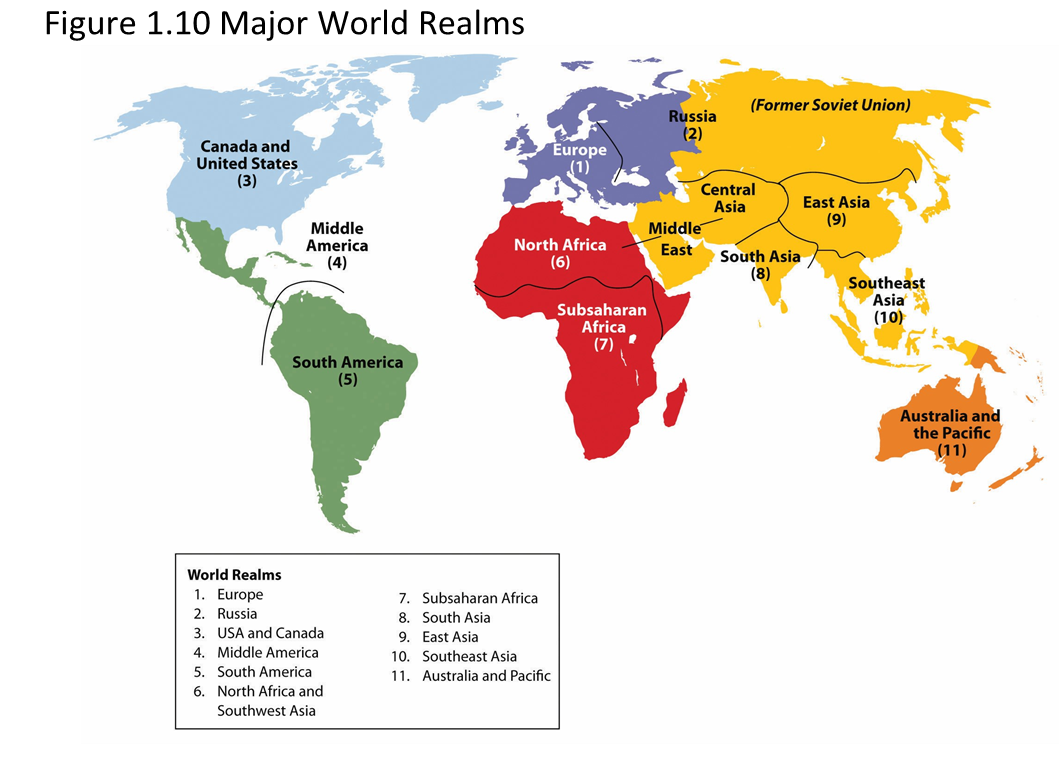 Figure 1.10 Major World Realms
(Former Soviet Union)
Russia
(2)
Europe
(1)
Canada and
United States
(3)
Central
Asia
East Asia
(9)
Middle
America
(4)
Middle
East
North Africa
(6)
South Asia
(8)
Southeast
Asia
(10)
Subsaharan
Africa
(7)
South America
(5)
Australia and
the Pacific
(11)
World Realms
1. Europe
2. Russia
3. USA and Canada
4. Middle America
5. South America
6. North Africa and
Southwest Asia
7. Subsaharan Africa
8. South Asia
9. East Asia
10. Southeast Asia
11. Australia and Pacific